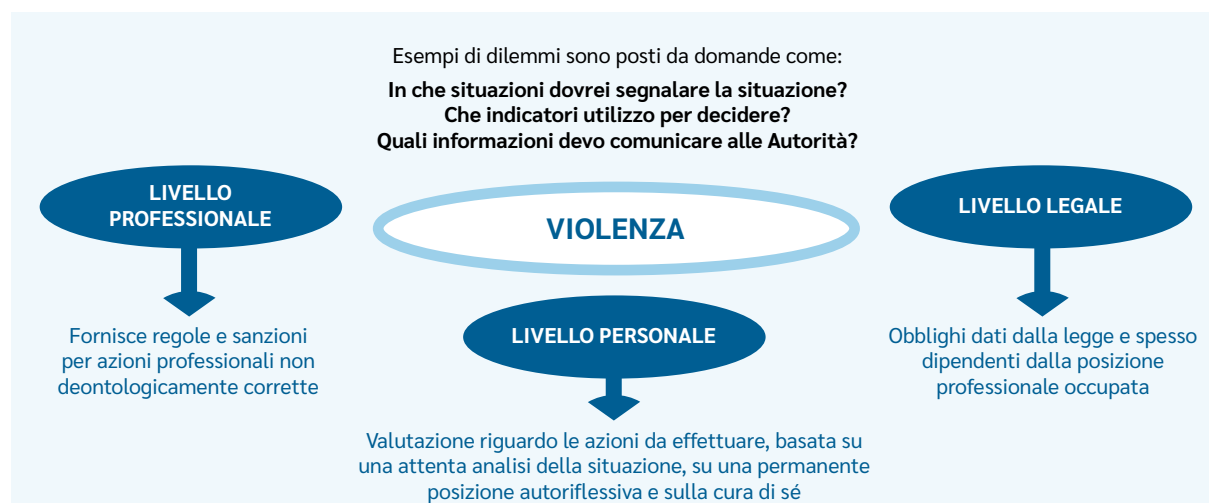 Esempi di dilemmi sono posti da domande come:
In che situazioni dovrei segnalare la situazione?
Che indicatori utilizzo per decidere?
Quali informazioni devo comunicare alle Autorità?
LIVELLO
PROFESSIONALE
Fornisce regole e sanzioni
per azioni professionali non
deontologicamente corrette
VIOLENZA
LIVELLO PERSONALE
Valutazione riguardo le azioni da effettuare, basata su
una attenta analisi della situazione, su una permanente
posizione autoriflessiva e sulla cura di sé
LIVELLO LEGALE
Obblighi dati dalla legge e spesso
dipendenti dalla posizione
professionale occupata